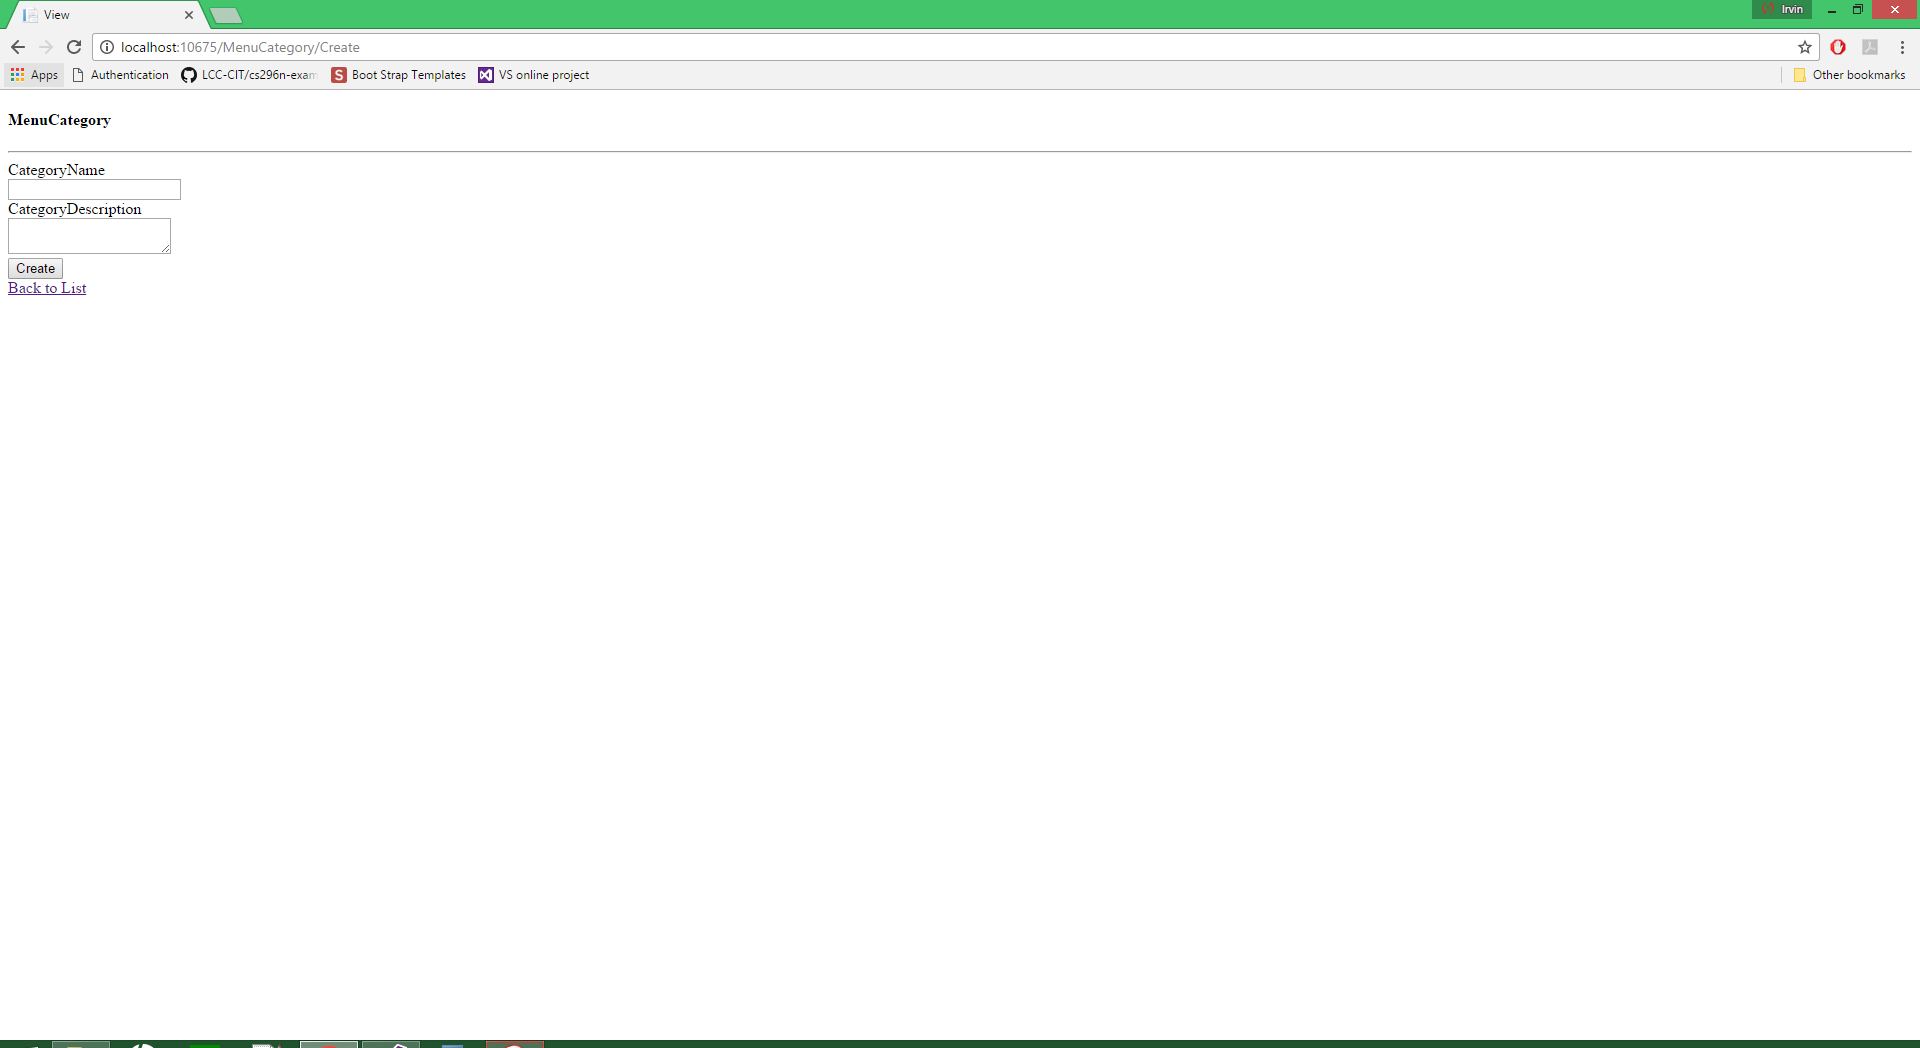 View
Irvin
localhost:10675/MenuCategory/Create
Apps Authentication LCC-CIT/cs296n-exam Boot Strap Templates VS online project Other bookmarks
MenuCategory
CategoryName
CategoryDescription
Create
Back to List